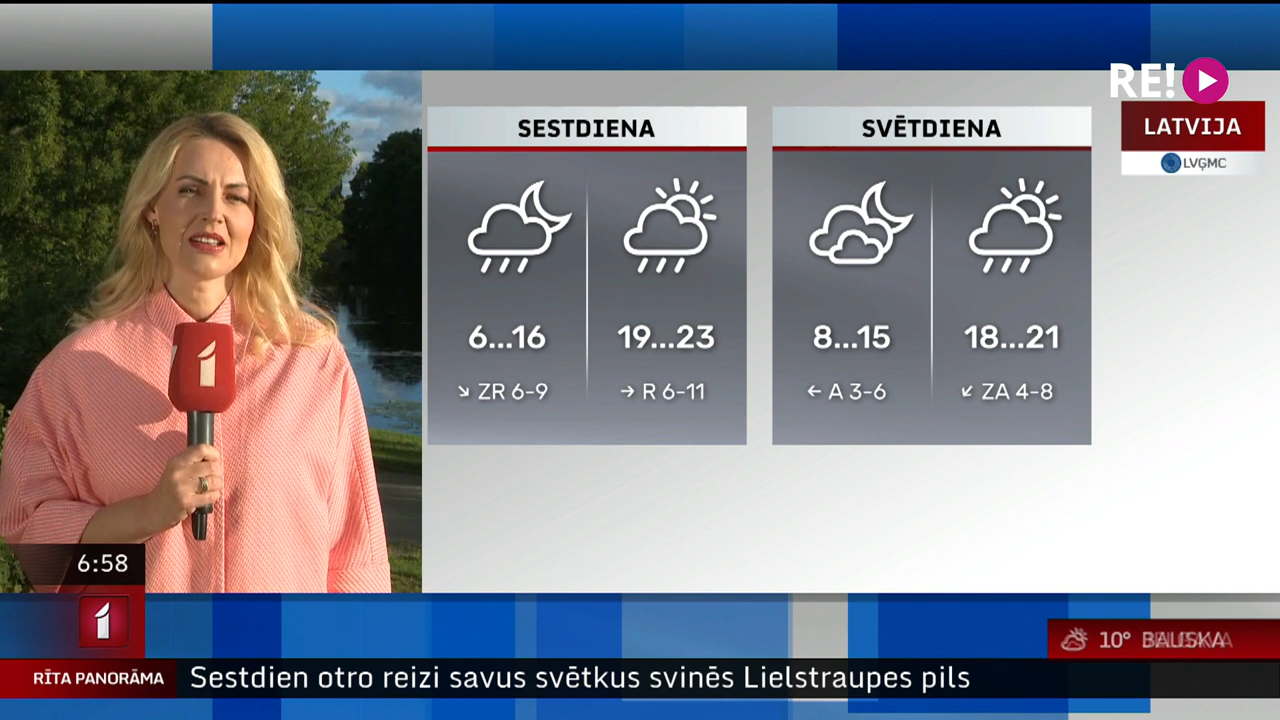 RE!
SESTDIENA
SVĒTDIENA
LATVIJA
LVĢMC
6...16
19...23
8...15
18...21
ZR 6-9
R 6-11
A 3-6
ZA 4-8
1
6:58
1
10° BAUSKA
RĪTA PANORĀMA
Sestdien otro reizi savus svētkus svinēs Lielstraupes pils